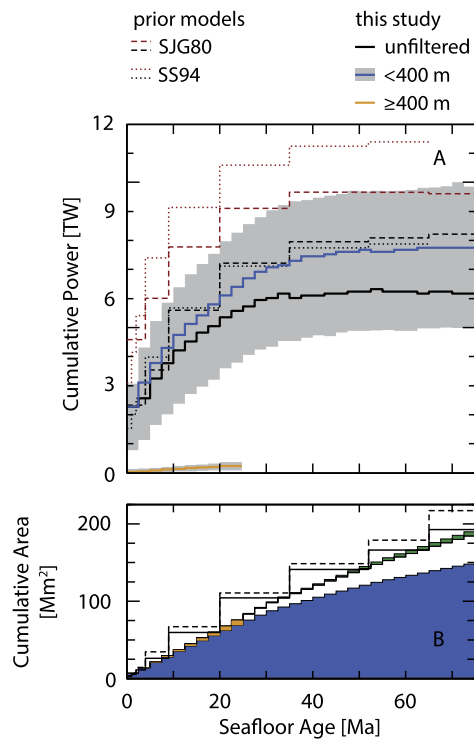 prior models
SJG80
SS94
this study
unfiltered
<400 m
≥400 m
12
9
6
3
0
Cumulative Power [TW]
A
200
100
0
Cumulative Area
[Mm²]
B
0 20 40 60
Seafloor Age [Ma]